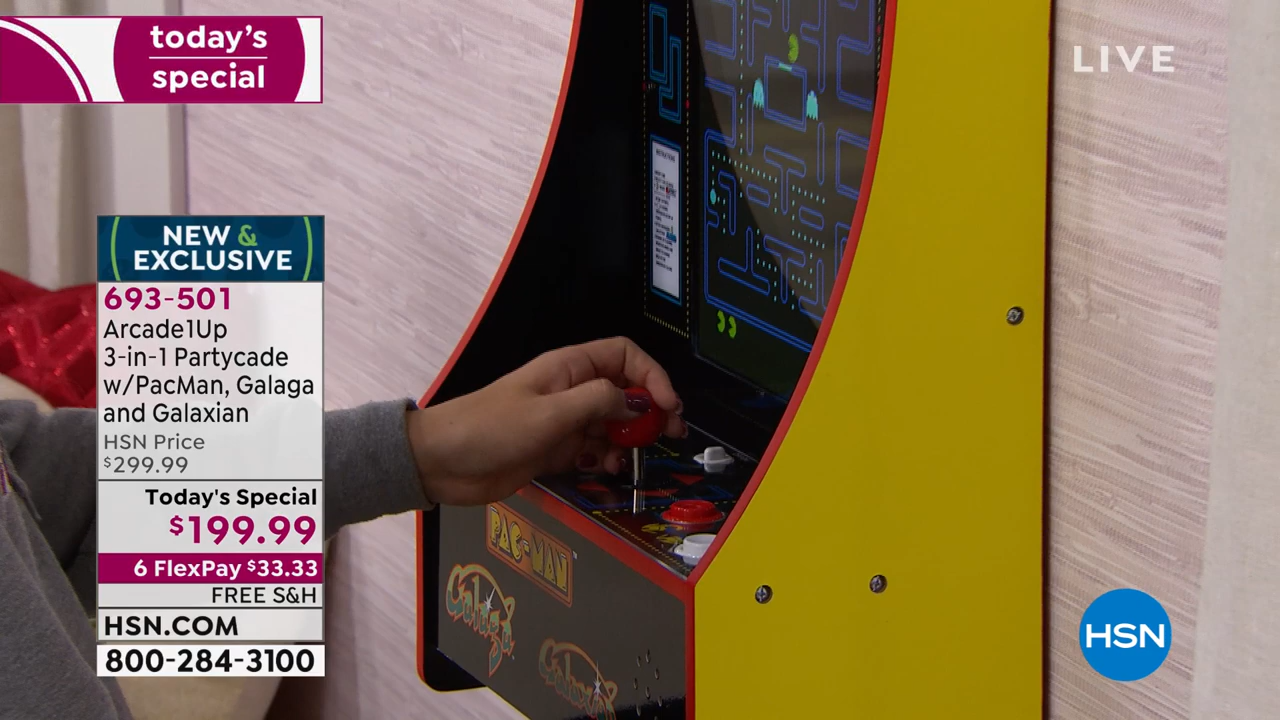 today's
special
LIVE
NEW &
EXCLUSIVE
693-501
Arcade1Up
3-in-1 Partycade
w/PacMan, Galaga
and Galaxian
HSN Price
$299.99
Today's Special
$199.99
6 FlexPay $33.33
FREE S&H
HSN.COM
800-284-3100
PAC-MAN
Galaga
HSN